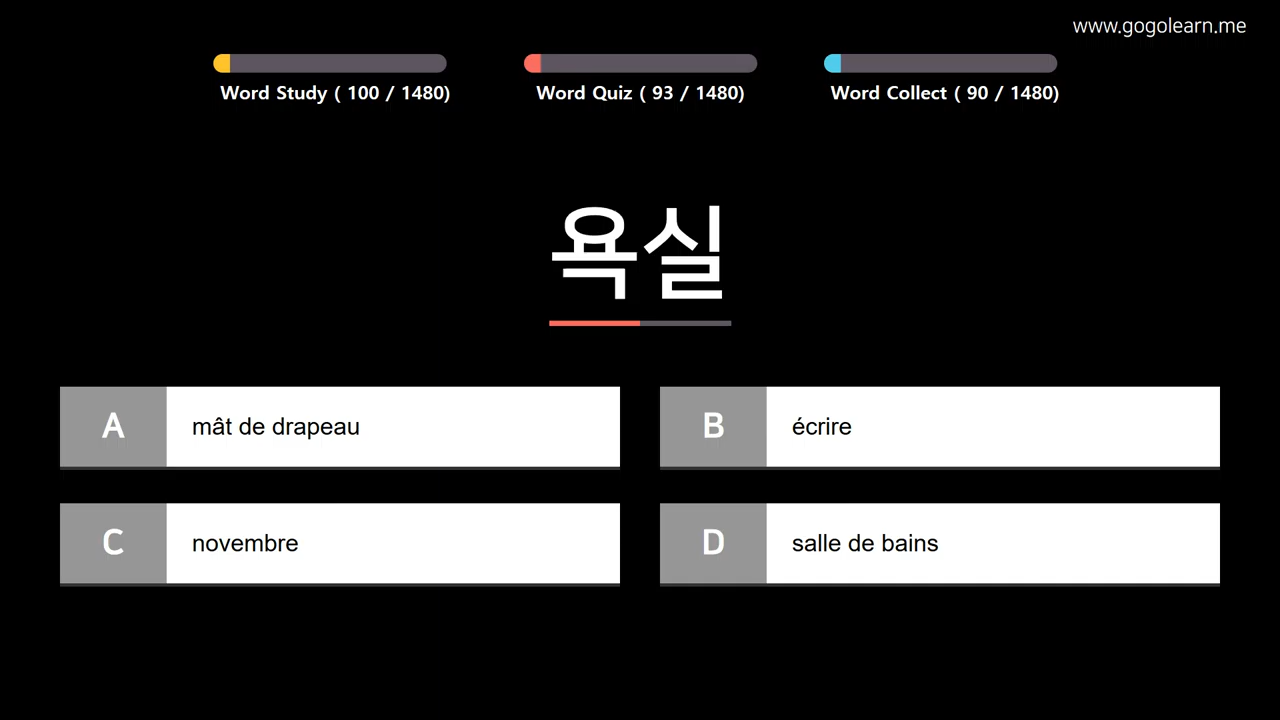 www.gogolearn.me
Word Study ( 100 / 1480)
Word Quiz ( 93 / 1480)
Word Collect ( 90 / 1480)
욕실
A mât de drapeau
B écrire
C novembre
D salle de bains